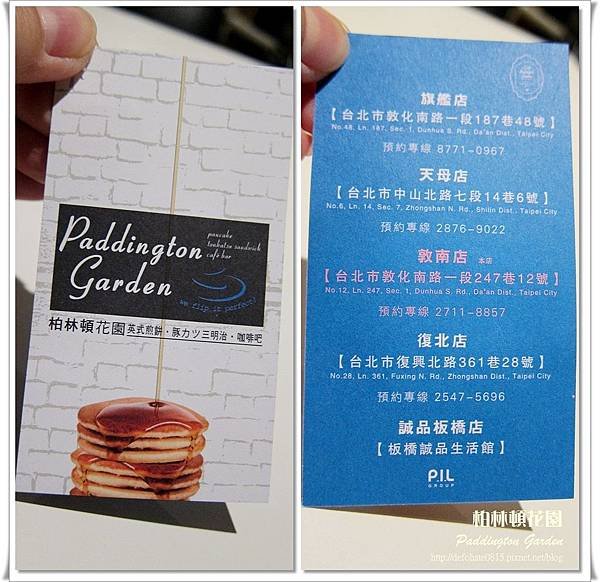 Paddington
Garden
pancake
tonkatsu sandwich
café bar
we flip it perfect!
柏林頓花園 英式煎餅・豚カツ三明治・咖啡吧
旗艦店
【台北市敦化南路一段187巷48號】
No.48, Ln. 187, Sec. 1, Dunhua S. Rd., Da'an Dist., Taipei City
預約專線 8771-0967
天母店
【台北市中山北路七段14巷6號】
No.6, Ln. 14, Sec. 7, Zhongshan N. Rd., Shilin Dist., Taipei City
預約專線 2876-9022
敦南店 本店
【台北市敦化南路一段247巷12號】
No.12, Ln. 247, Sec. 1, Dunhua S. Rd., Da'an Dist., Taipei City
預約專線 2711-8857
復北店
【台北市復興北路361巷28號】
No.28, Ln. 361, Fuxing N. Rd., Zhongshan Dist., Taipei City
預約專線 2547-5696
誠品板橋店
【板橋誠品生活館】
P.I.L
GROUP
柏林頓花園
Paddington Garden
http://defohate0815.pixnet.net/blog